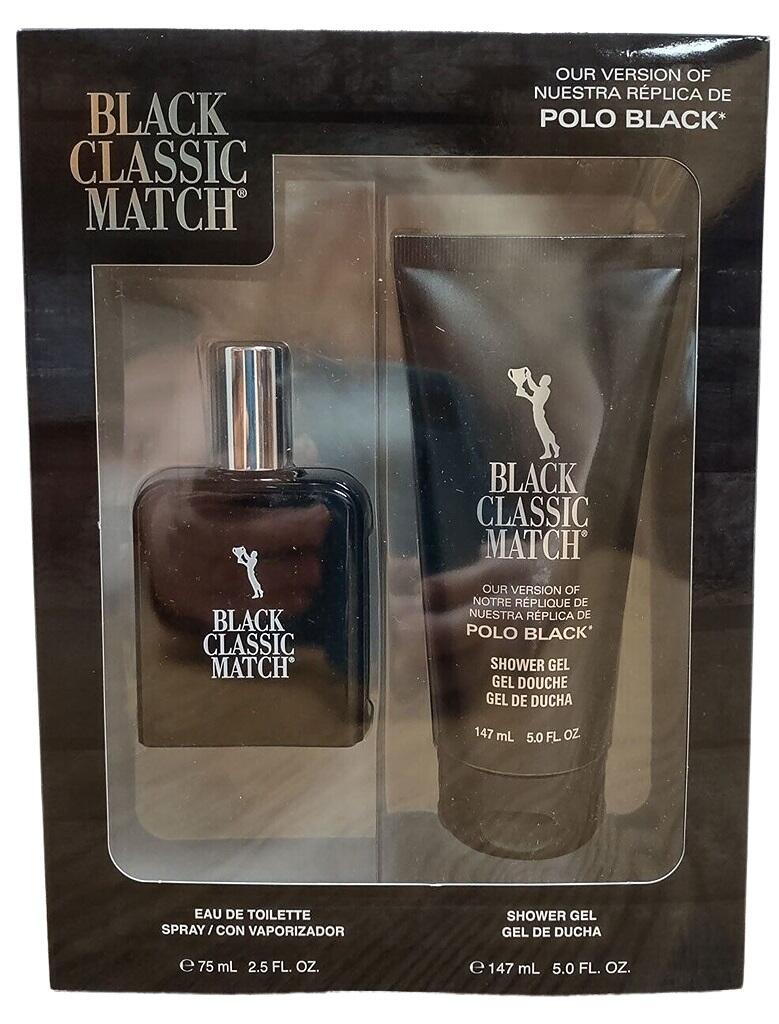 BLACK
CLASSIC
MATCH®
OUR VERSION OF
NUESTRA RÉPLICA DE
POLO BLACK*
BLACK
CLASSIC
MATCH®
BLACK
CLASSIC
MATCH®
OUR VERSION OF
NOTRE RÉPLIQUE DE
NUESTRA RÉPLICA DE
POLO BLACK*
SHOWER GEL
GEL DOUCHE
GEL DE DUCHA
147 mL 5.0 FL. OZ.
EAU DE TOILETTE
SPRAY / CON VAPORIZADOR
℮ 75 mL 2.5 FL. OZ.
SHOWER GEL
GEL DE DUCHA
℮ 147 mL 5.0 FL. OZ.